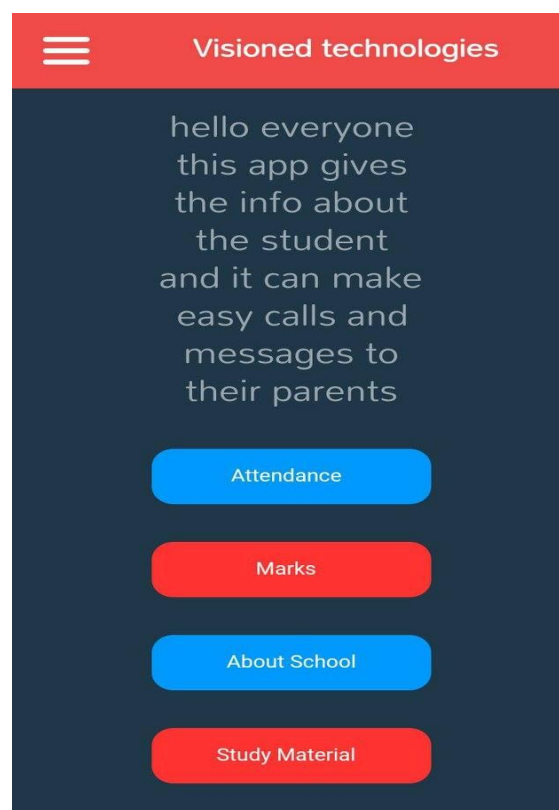 Visioned technologies
hello everyone
this app gives
the info about
the student
and it can make
easy calls and
messages to
their parents
Attendance
Marks
About School
Study Material